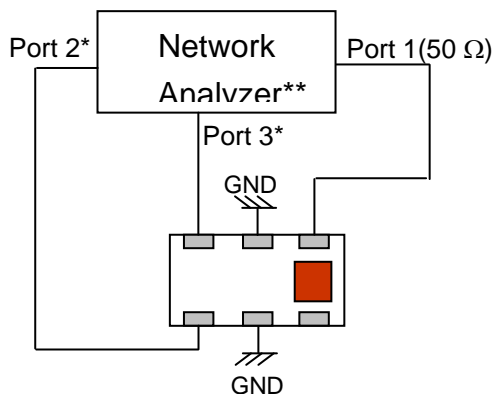 Network
Port 2*
Port 1(50 Ω)
Analyzer**
Port 3*
GND
GND